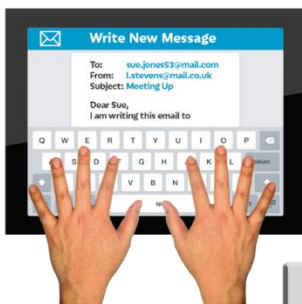 Write New Message
To: sue.jones53@mail.com
From: l.stevens@mail.co.uk
Subject: Meeting Up
Dear Sue,
I am writing this email to
Q W E R T Y U I O P
A S D F G H K L return
V B N